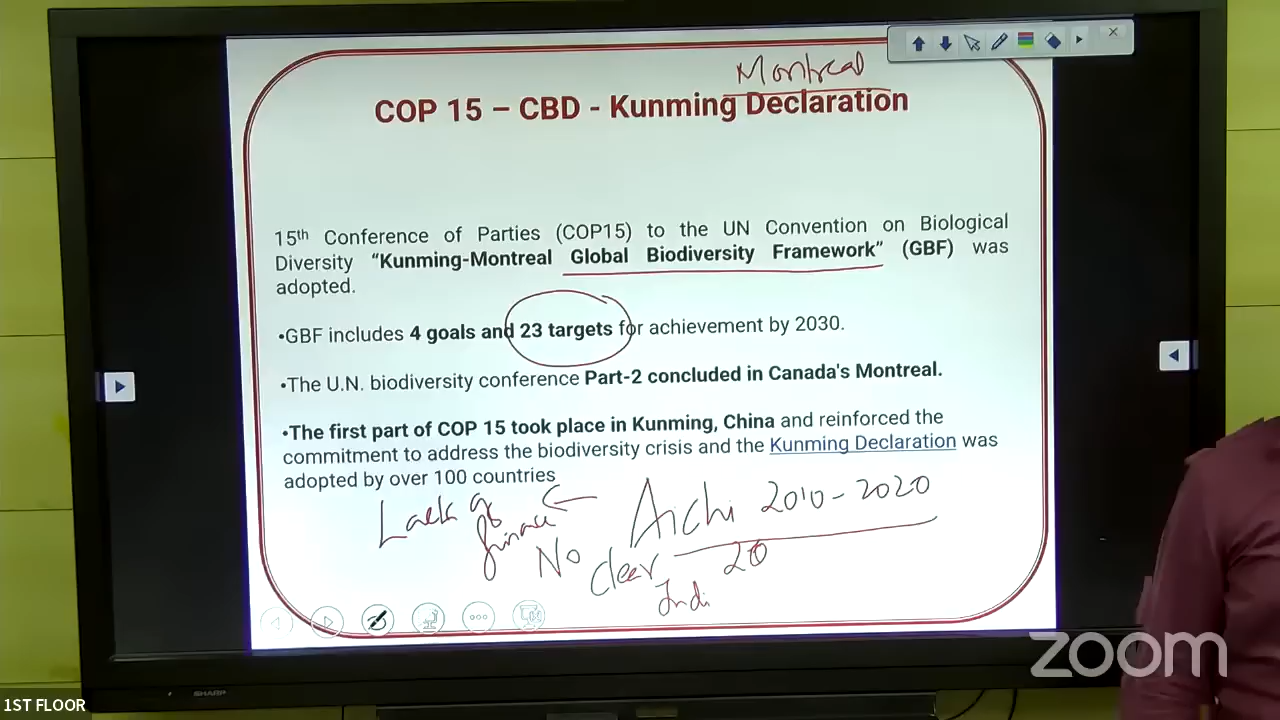 Montreal
COP 15 – CBD - Kunming Declaration
15th Conference of Parties (COP15) to the UN Convention on Biological
Diversity “Kunming-Montreal Global Biodiversity Framework” (GBF) was
adopted.
•GBF includes 4 goals and 23 targets for achievement by 2030.
•The U.N. biodiversity conference Part-2 concluded in Canada's Montreal.
•The first part of COP 15 took place in Kunming, China and reinforced the
commitment to address the biodiversity crisis and the Kunming Declaration was
adopted by over 100 countries
Lack of
finance
Aichi 2010-2020
20
No Clear
Indi
SHARP
zoom
1ST FLOOR